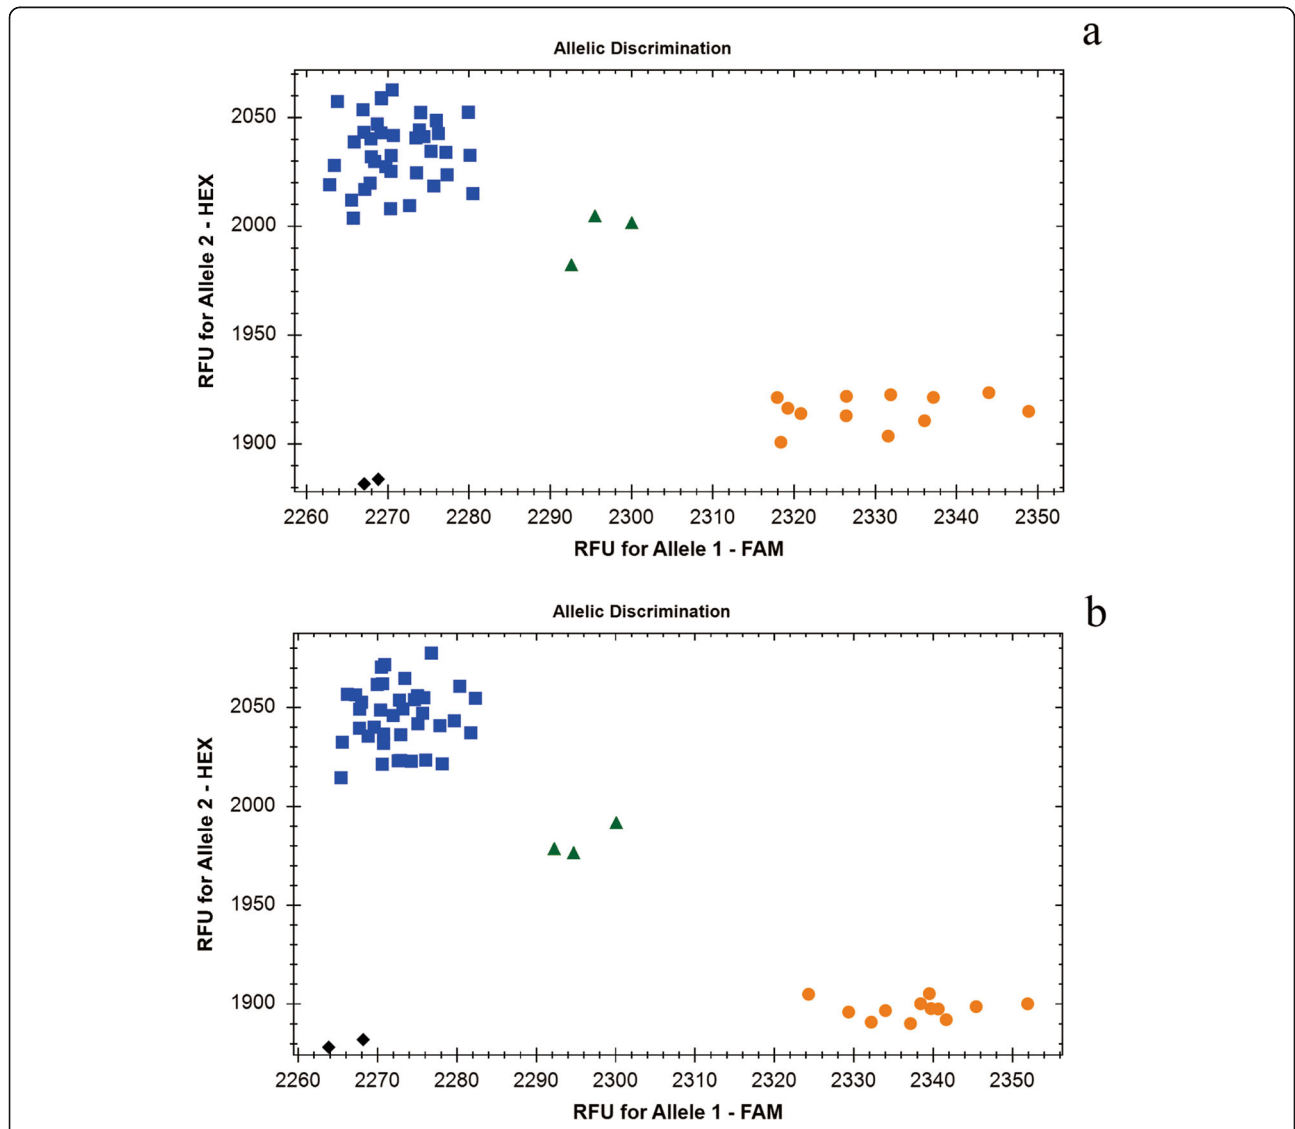 a
Allelic Discrimination
RFU for Allele 2 - HEX
2050
2000
1950
1900
2260 2270 2280 2290 2300 2310 2320 2330 2340 2350
RFU for Allele 1 - FAM
b
Allelic Discrimination
RFU for Allele 2 - HEX
2050
2000
1950
1900
2260 2270 2280 2290 2300 2310 2320 2330 2340 2350
RFU for Allele 1 - FAM